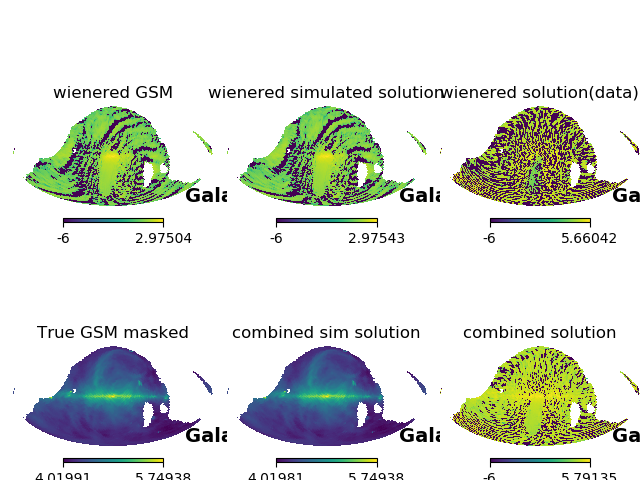 wienered GSM
wienered simulated solution
wienered solution(data)
Gala
Gala
Ga
-6 2.97504
-6 2.97543
-6 5.66042
True GSM masked
combined sim solution
combined solution
Gala
Gala
Ga
4.01991 5.74938
4.01981 5.74938
-6 5.79135